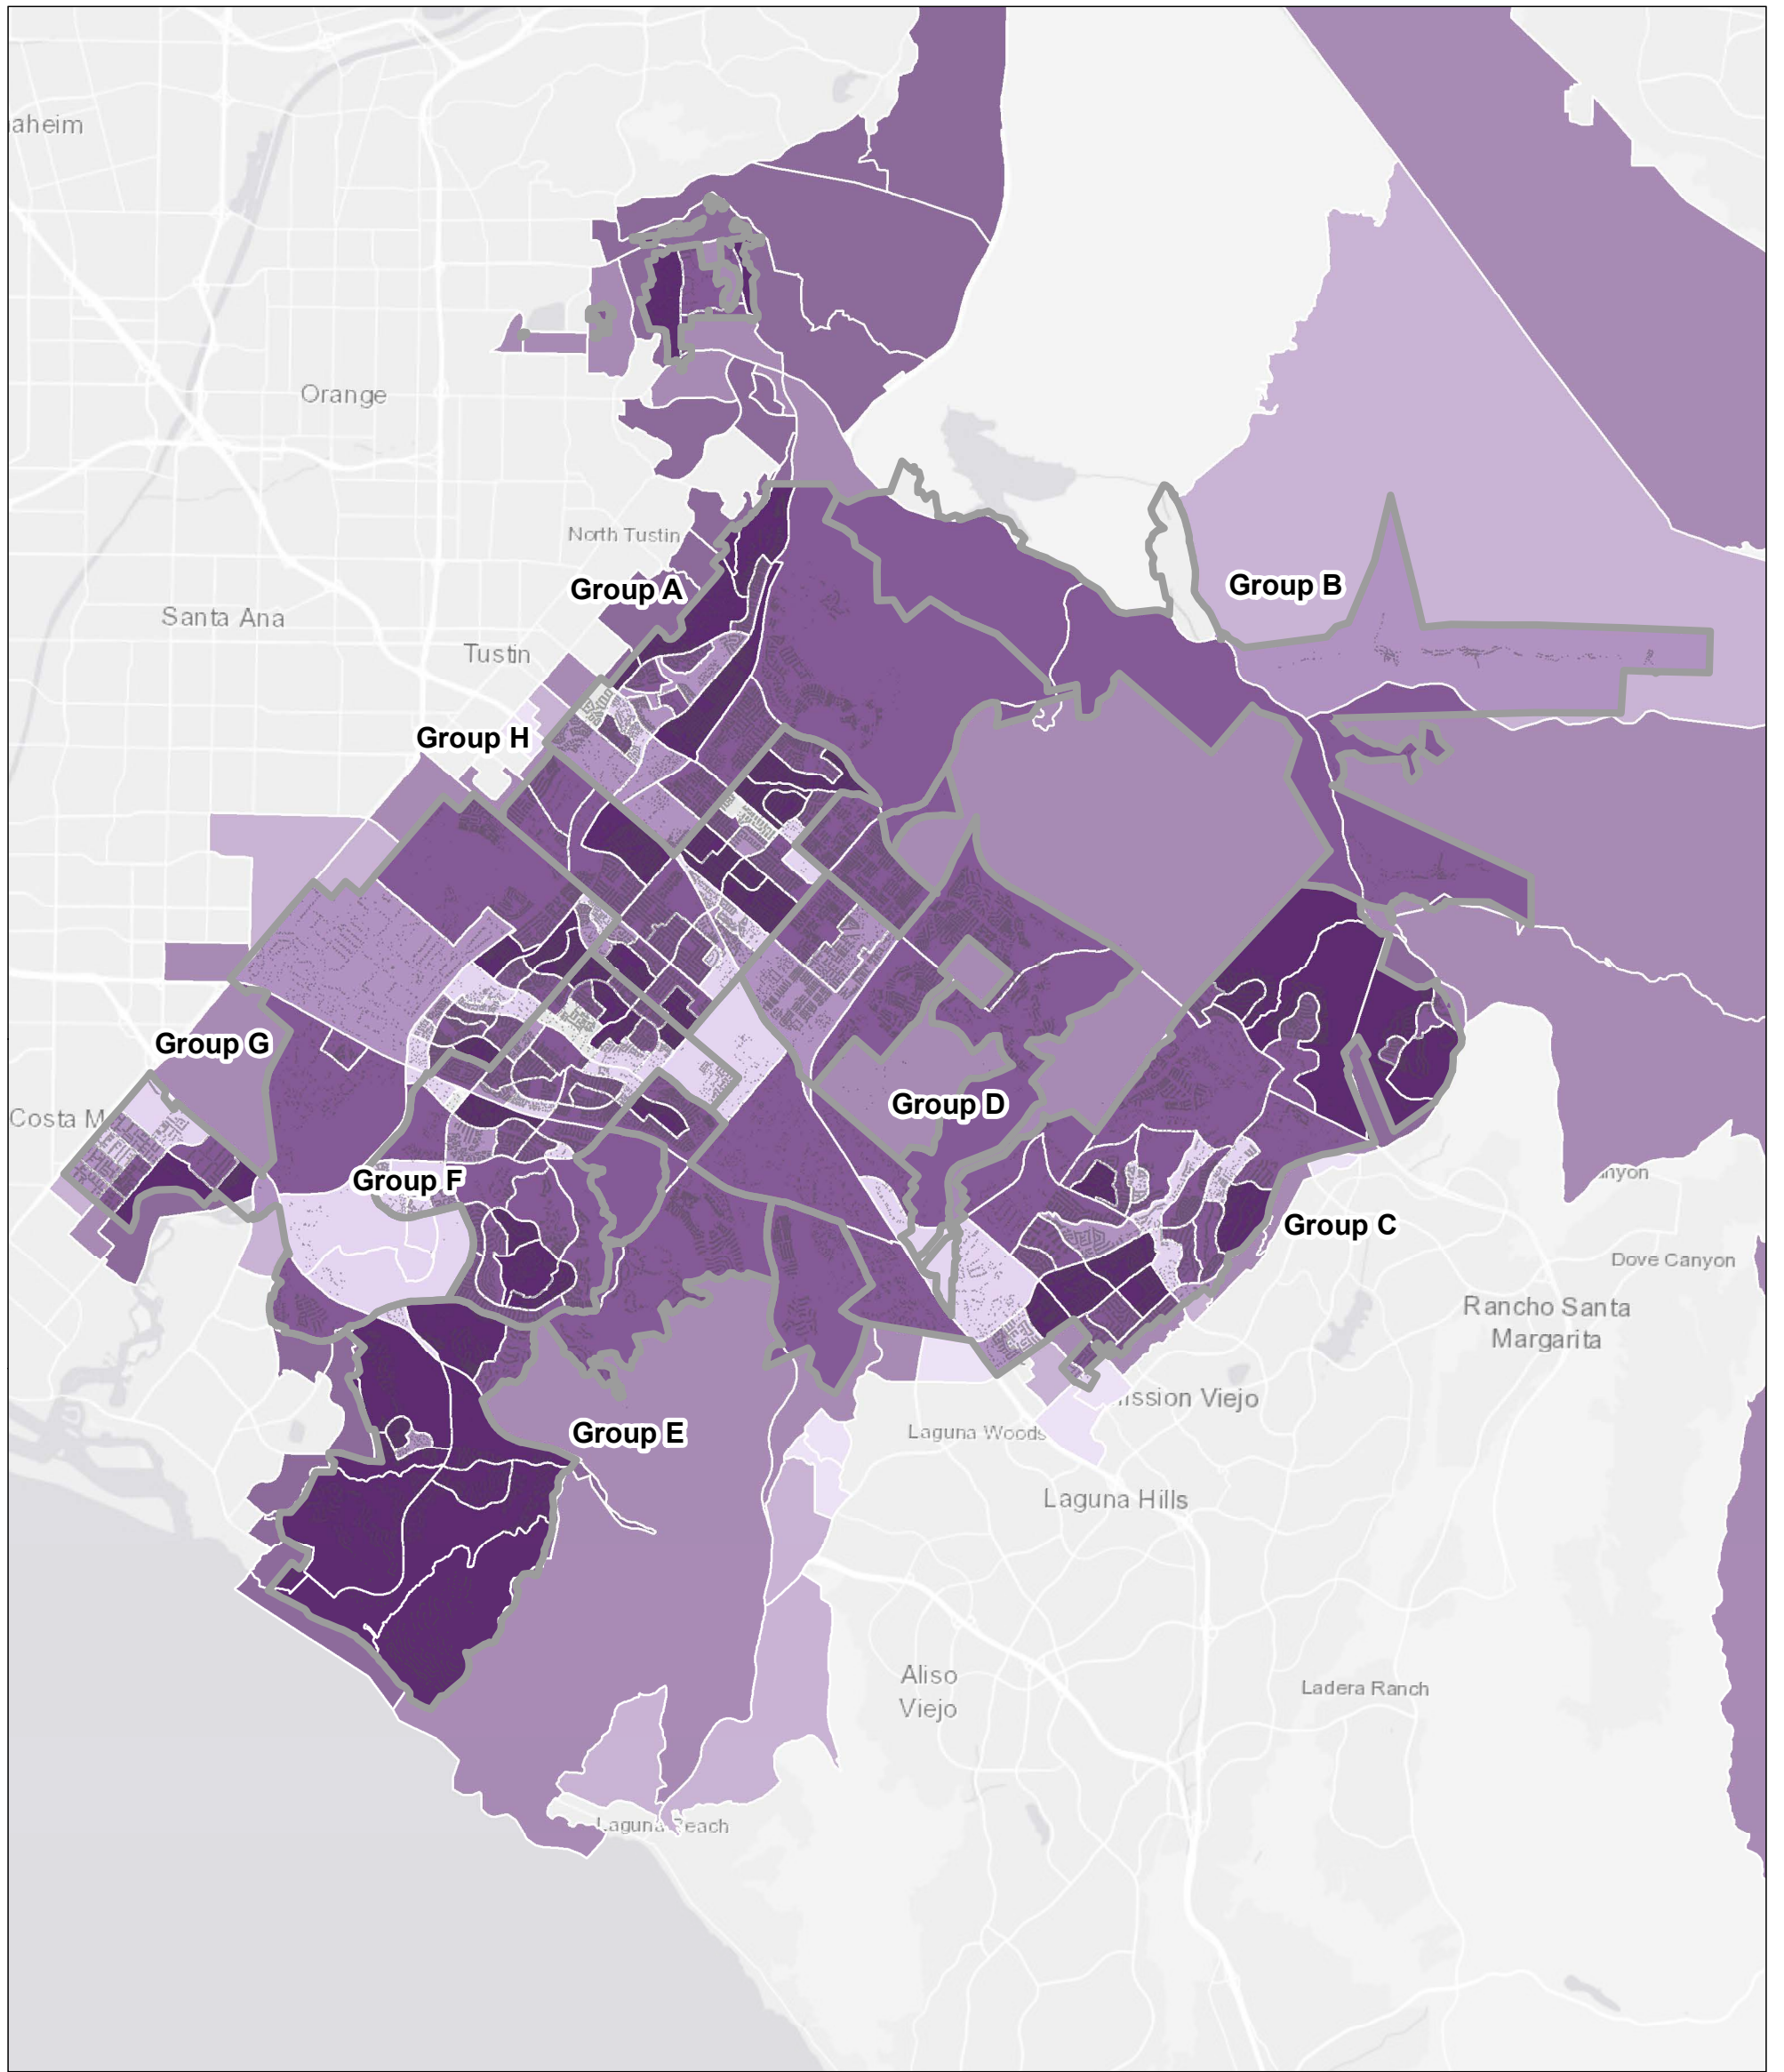 aheim
Orange
North Tustin
Group A
Group B
Santa Ana
Tustin
Group H
Group G
Group D
Costa M
nyon
Group F
Group C
Dove Canyon
Rancho Santa
Margarita
ission Viejo
Group E
Laguna Woods
Laguna Hills
Aliso
Viejo
Ladera Ranch
Laguna Beach